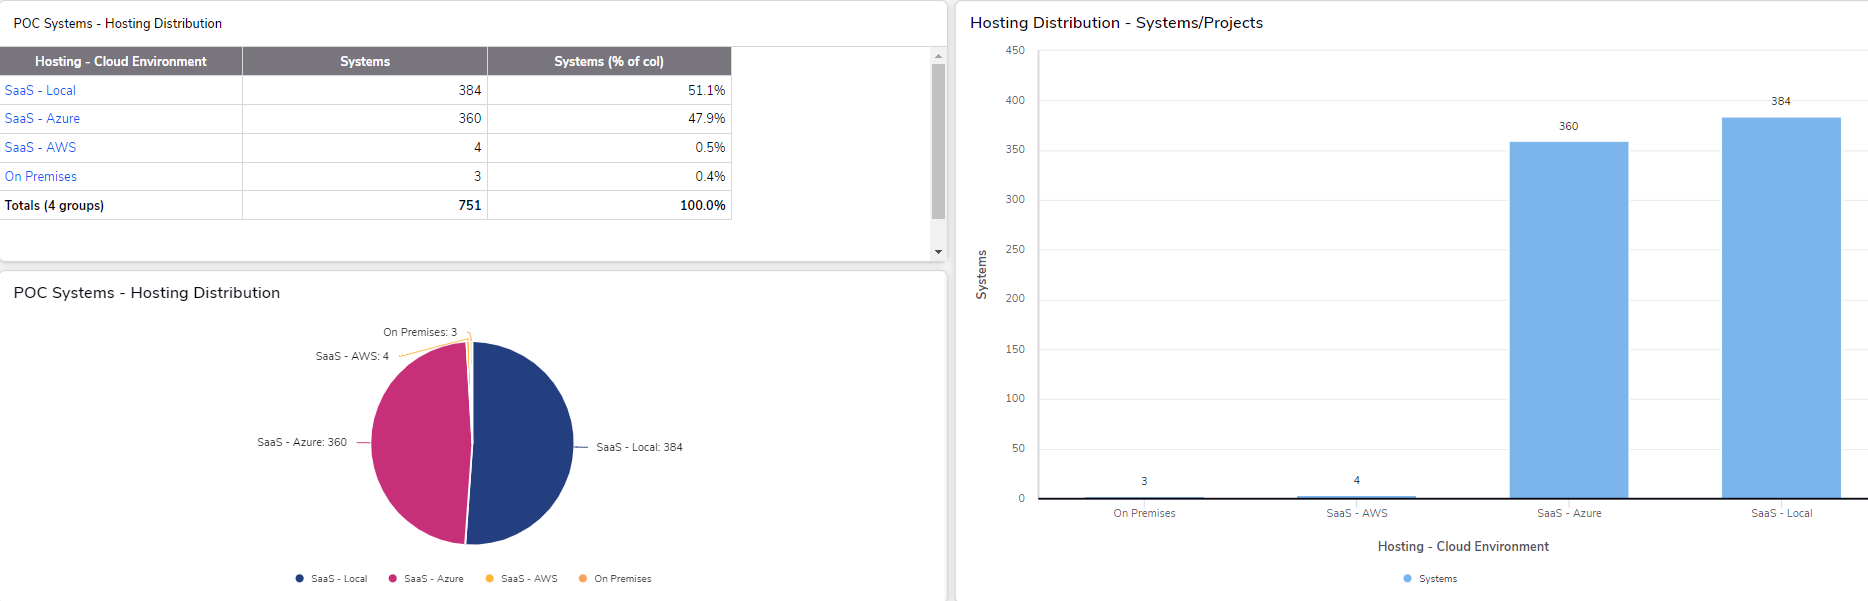 POC Systems - Hosting Distribution
Hosting - Cloud Environment Systems Systems (% of col)
SaaS - Local 384 51.1%
SaaS - Azure 360 47.9%
SaaS - AWS 4 0.5%
On Premises 3 0.4%
Totals (4 groups) 751 100.0%
POC Systems - Hosting Distribution
On Premises: 3
SaaS - AWS: 4
SaaS - Azure: 360
SaaS - Local: 384
SaaS - Local SaaS - Azure SaaS - AWS On Premises
Hosting Distribution - Systems/Projects
450
400
350
300
250
200
150
100
50
0
Systems
3
4
360
384
On Premises SaaS - AWS SaaS - Azure SaaS - Local
Hosting - Cloud Environment
Systems